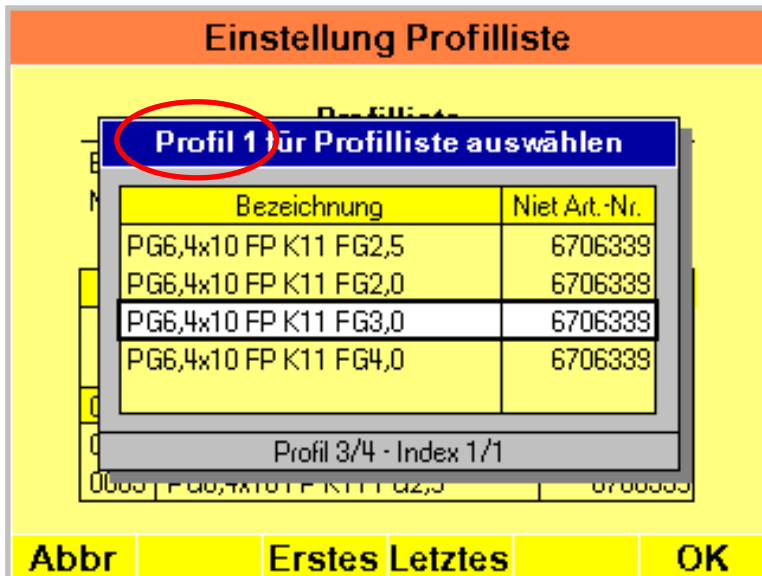 Einstellung Profilliste
Profil 1 für Profilliste auswählen
Bezeichnung Niet Art.-Nr.
PG6,4x10 FP K11 FG2,5 6706339
PG6,4x10 FP K11 FG2,0 6706339
PG6,4x10 FP K11 FG3,0 6706339
PG6,4x10 FP K11 FG4,0 6706339
Profil 3/4 - Index 1/1
Abbr Erstes Letztes OK